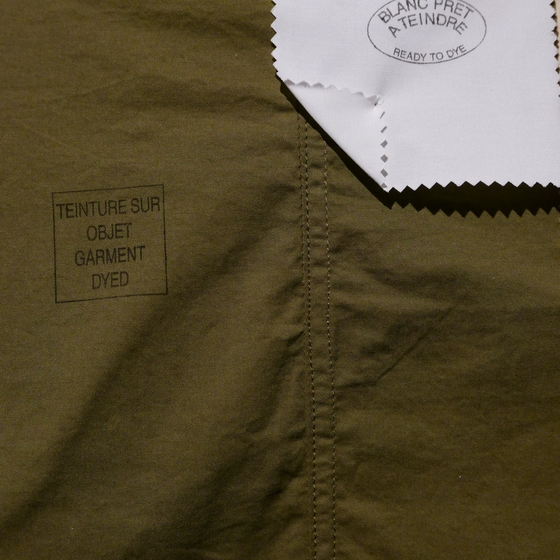 BLANC PRET
A TEINDRE
READY TO DYE
TEINTURE SUR
OBJET
GARMENT
DYED